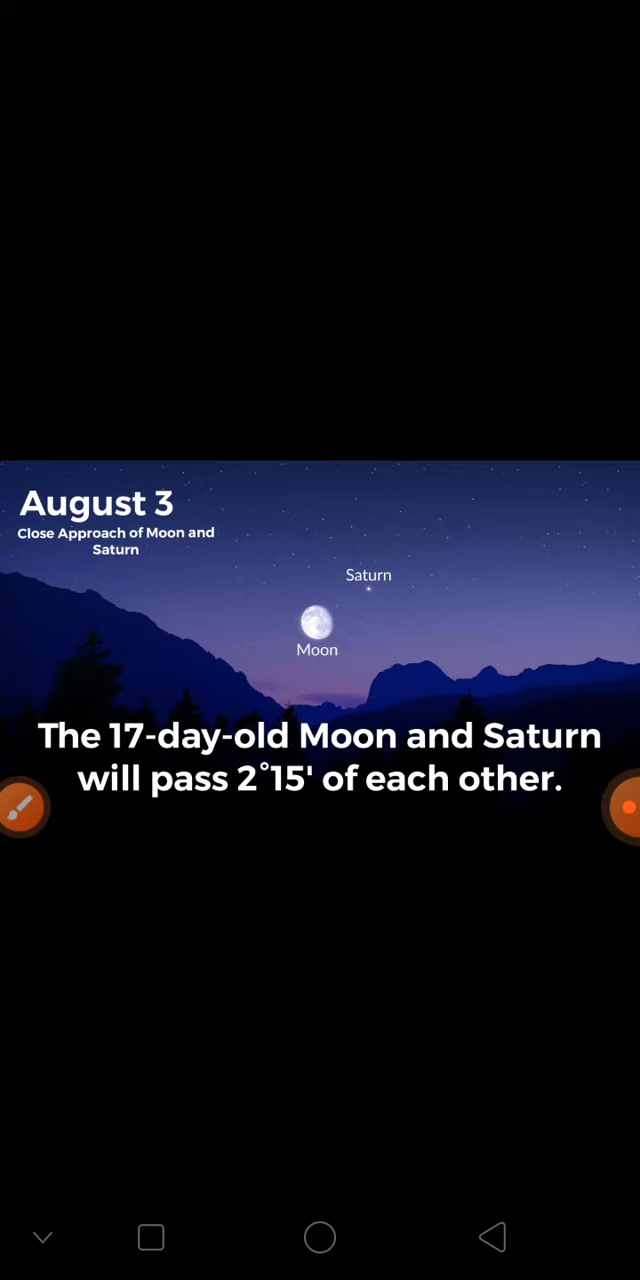 August 3
Close Approach of Moon and
Saturn
Saturn
Moon
The 17-day-old Moon and Saturn
will pass 2°15' of each other.